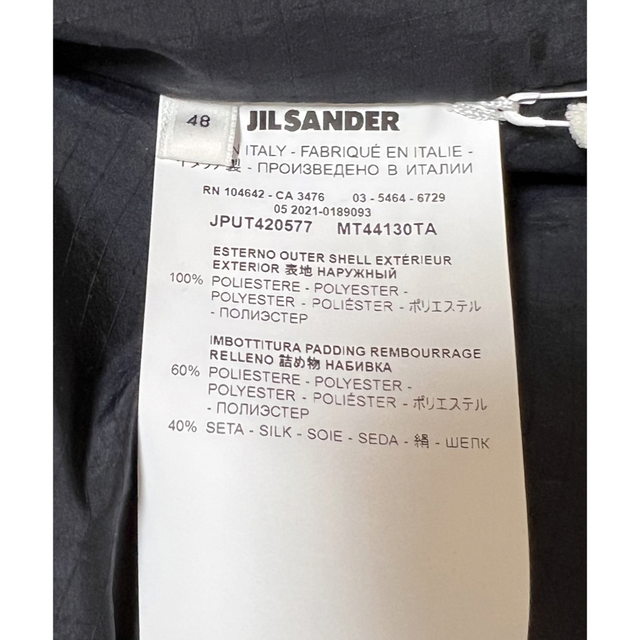 48
JIL SANDER
N ITALY - FABRIQUÉ EN ITALIE -
イタリア製 - ПРОИЗВЕДЕНО В ИТАЛИИ
RN 104642 - CA 3476 03 - 5464 - 6729
05 2021-0189093
JPUT420577 MT44130TA
ESTERNO OUTER SHELL EXTÉRIEUR
EXTERIOR 表地 НАРУЖНЫЙ
100% POLIESTERE - POLYESTER -
POLYESTER - POLIÉSTER - ポリエステル
- ПОЛИЭСТЕР
IMBOTTITURA PADDING REMBOURRAGE
RELLENO 詰め物 НАБИВКА
60% POLIESTERE - POLYESTER -
POLYESTER - POLIÉSTER - ポリエステル
- ПОЛИЭСТЕР
40% SETA - SILK - SOIE - SEDA - 絹 - ШЕПК